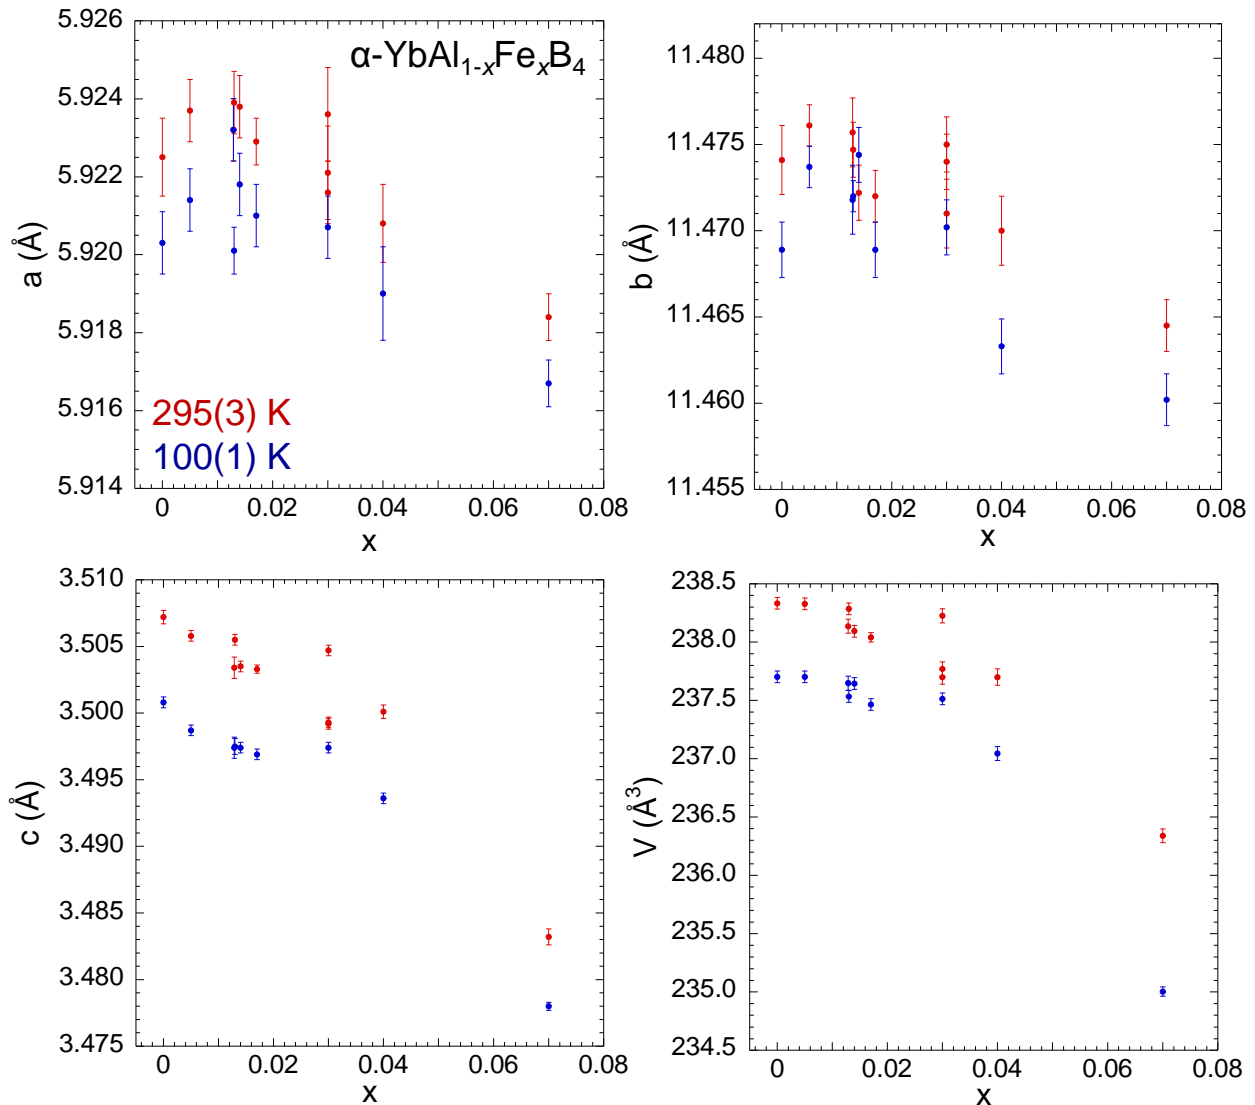 α-YbAl1-xFexB4
5.926
5.924
5.922
5.920
5.918
5.916
5.914
a (Å)
295(3) K
100(1) K
0 0.02 0.04 0.06 0.08
x
11.480
11.475
11.470
11.465
11.460
11.455
b (Å)
0 0.02 0.04 0.06 0.08
x
3.510
3.505
3.500
3.495
3.490
3.485
3.480
3.475
c (Å)
0 0.02 0.04 0.06 0.08
x
238.5
238.0
237.5
237.0
236.5
236.0
235.5
235.0
234.5
V (Å³)
0 0.02 0.04 0.06 0.08
x